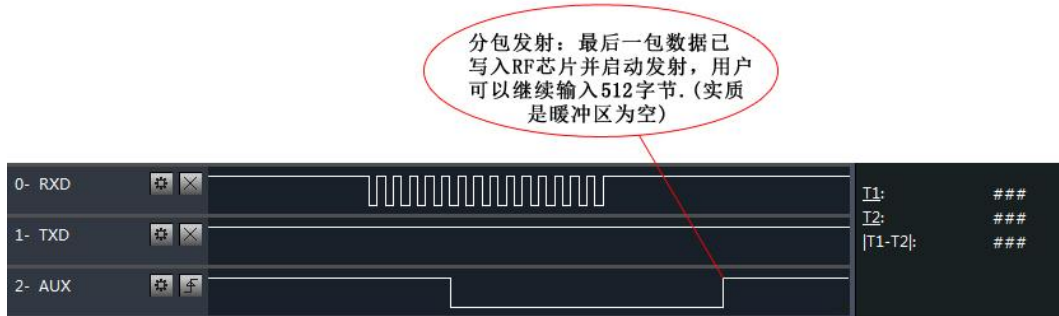 分包发射：最后一包数据已
写入RF芯片并启动发射，用户
可以继续输入512字节.(实质
是暖冲区为空)
0- RXD
1- TXD
2- AUX
T1: ###
T2: ###
|T1-T2|: ###